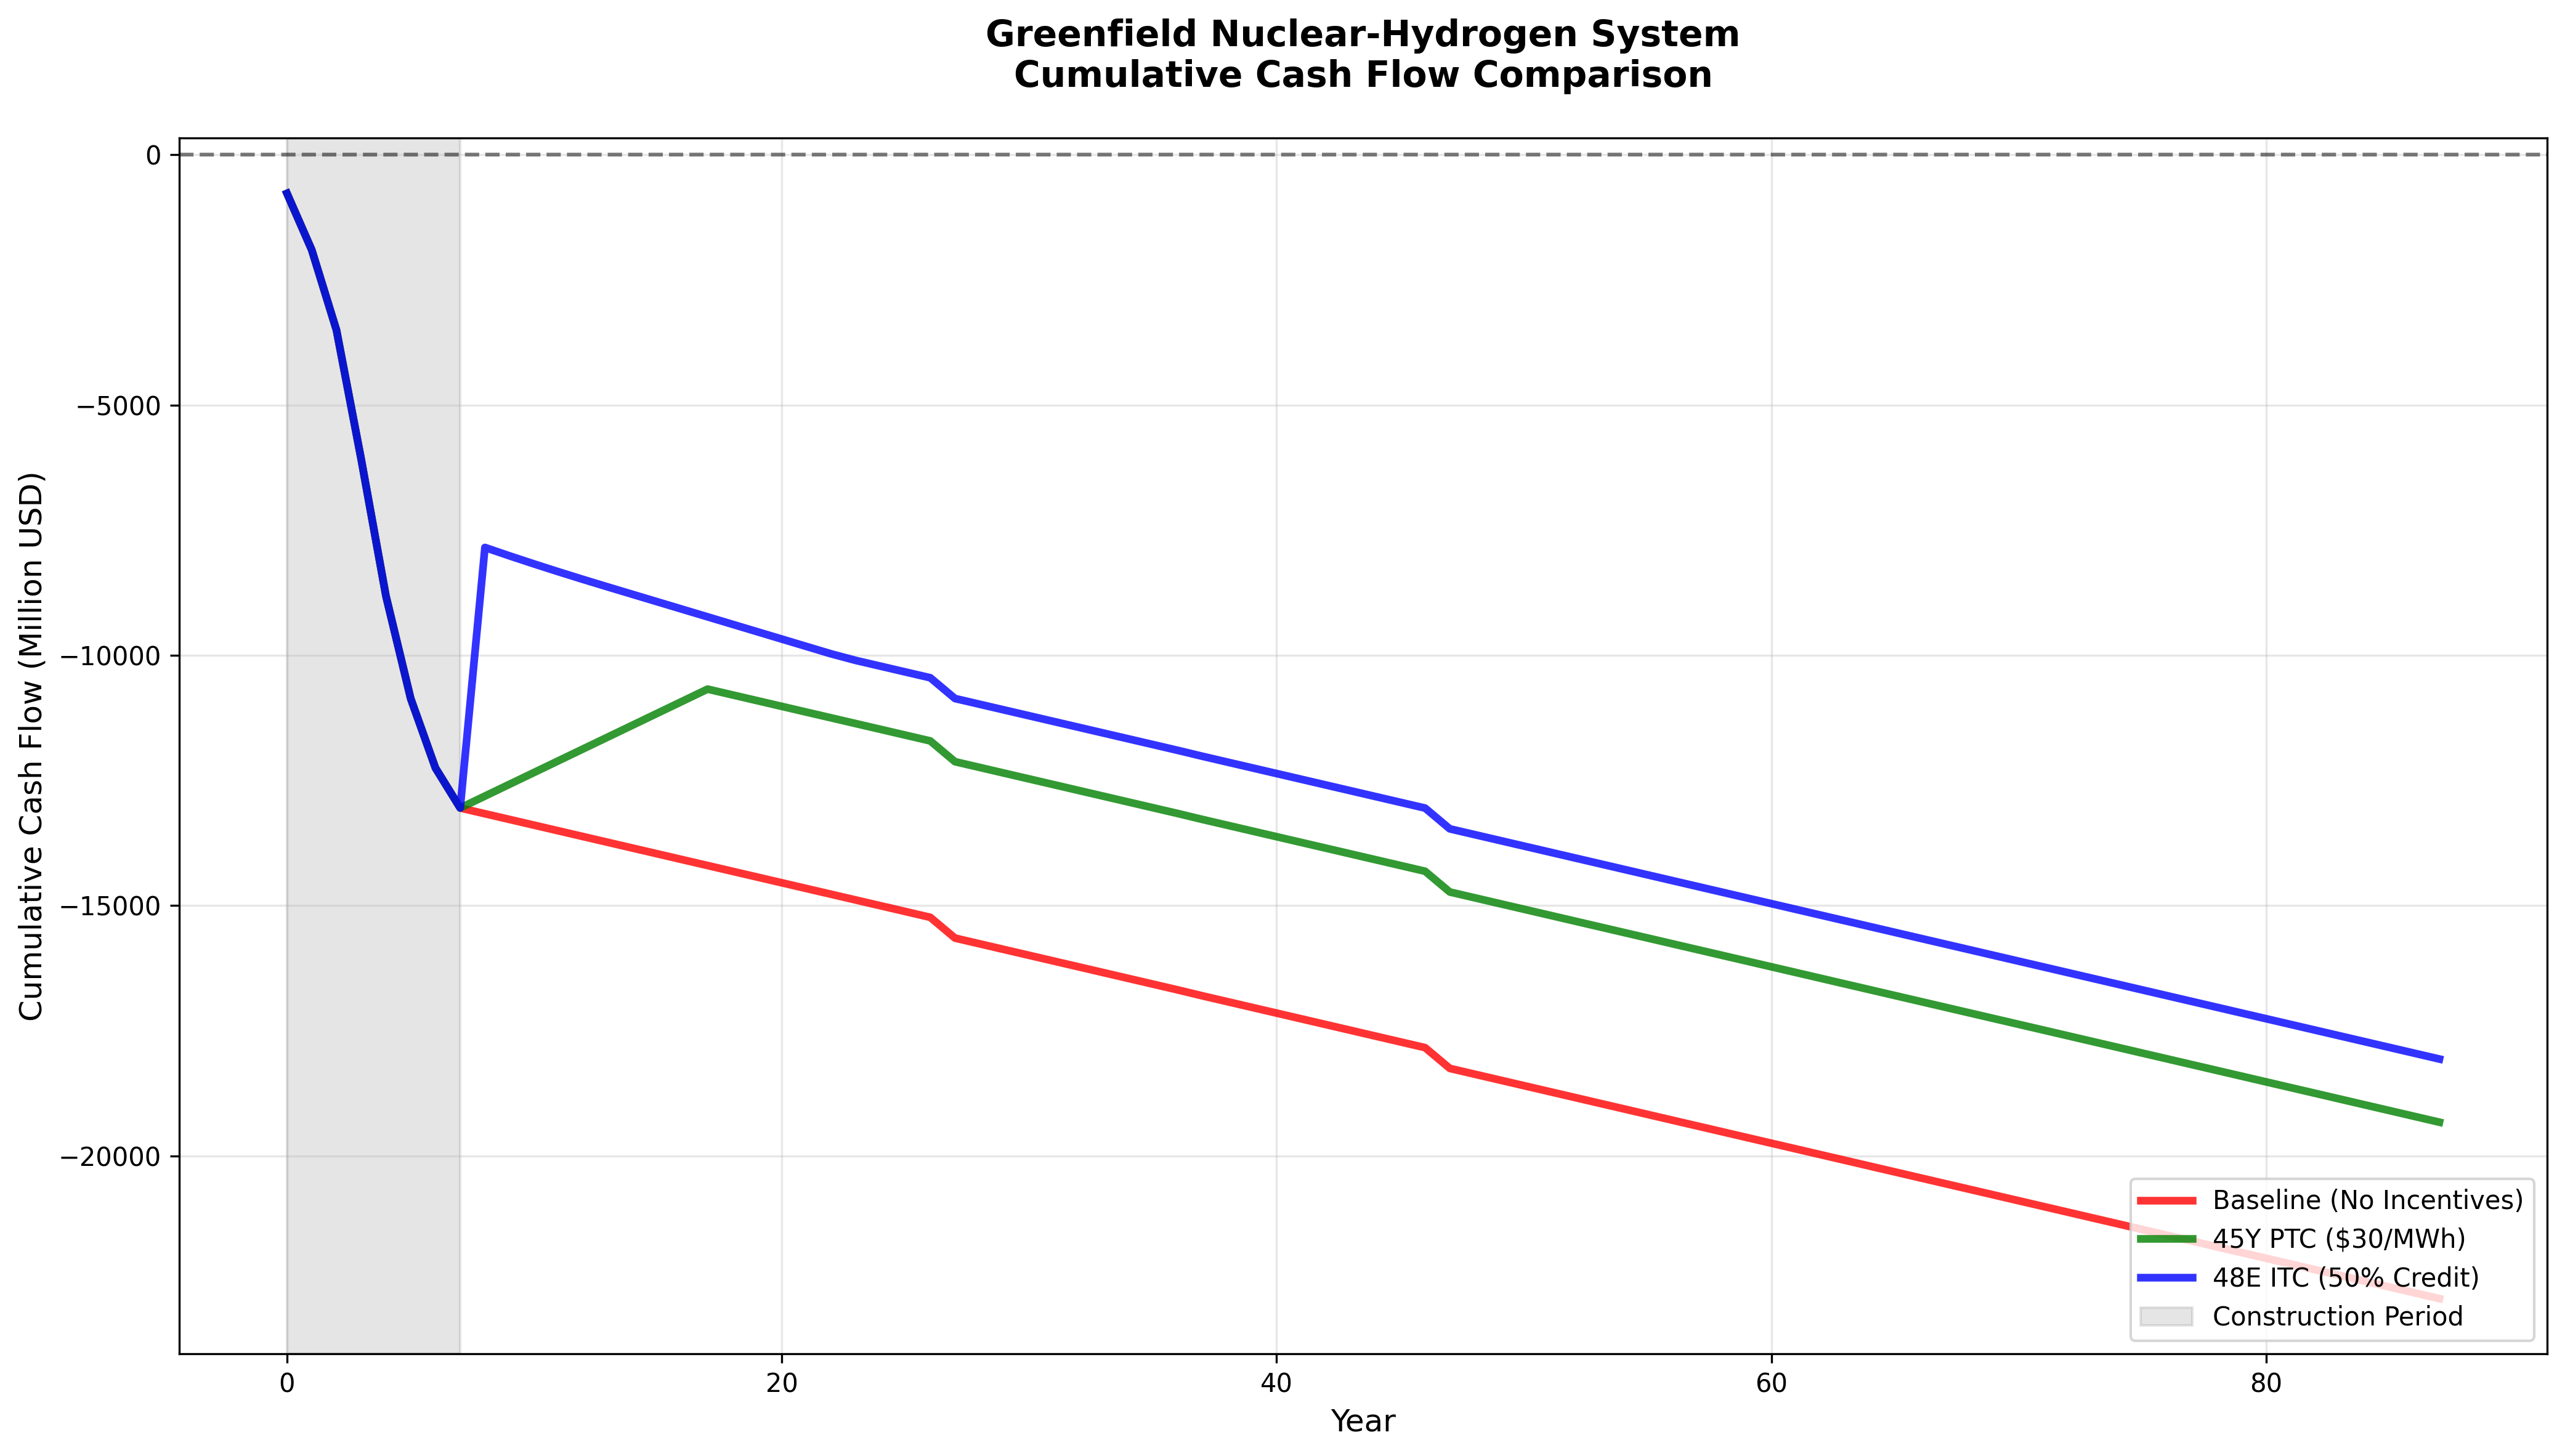 Greenfield Nuclear-Hydrogen System
Cumulative Cash Flow Comparison
Cumulative Cash Flow (Million USD)
0
−5000
−10000
−15000
−20000
0
20
40
60
80
Year
Baseline (No Incentives)
45Y PTC ($30/MWh)
48E ITC (50% Credit)
Construction Period